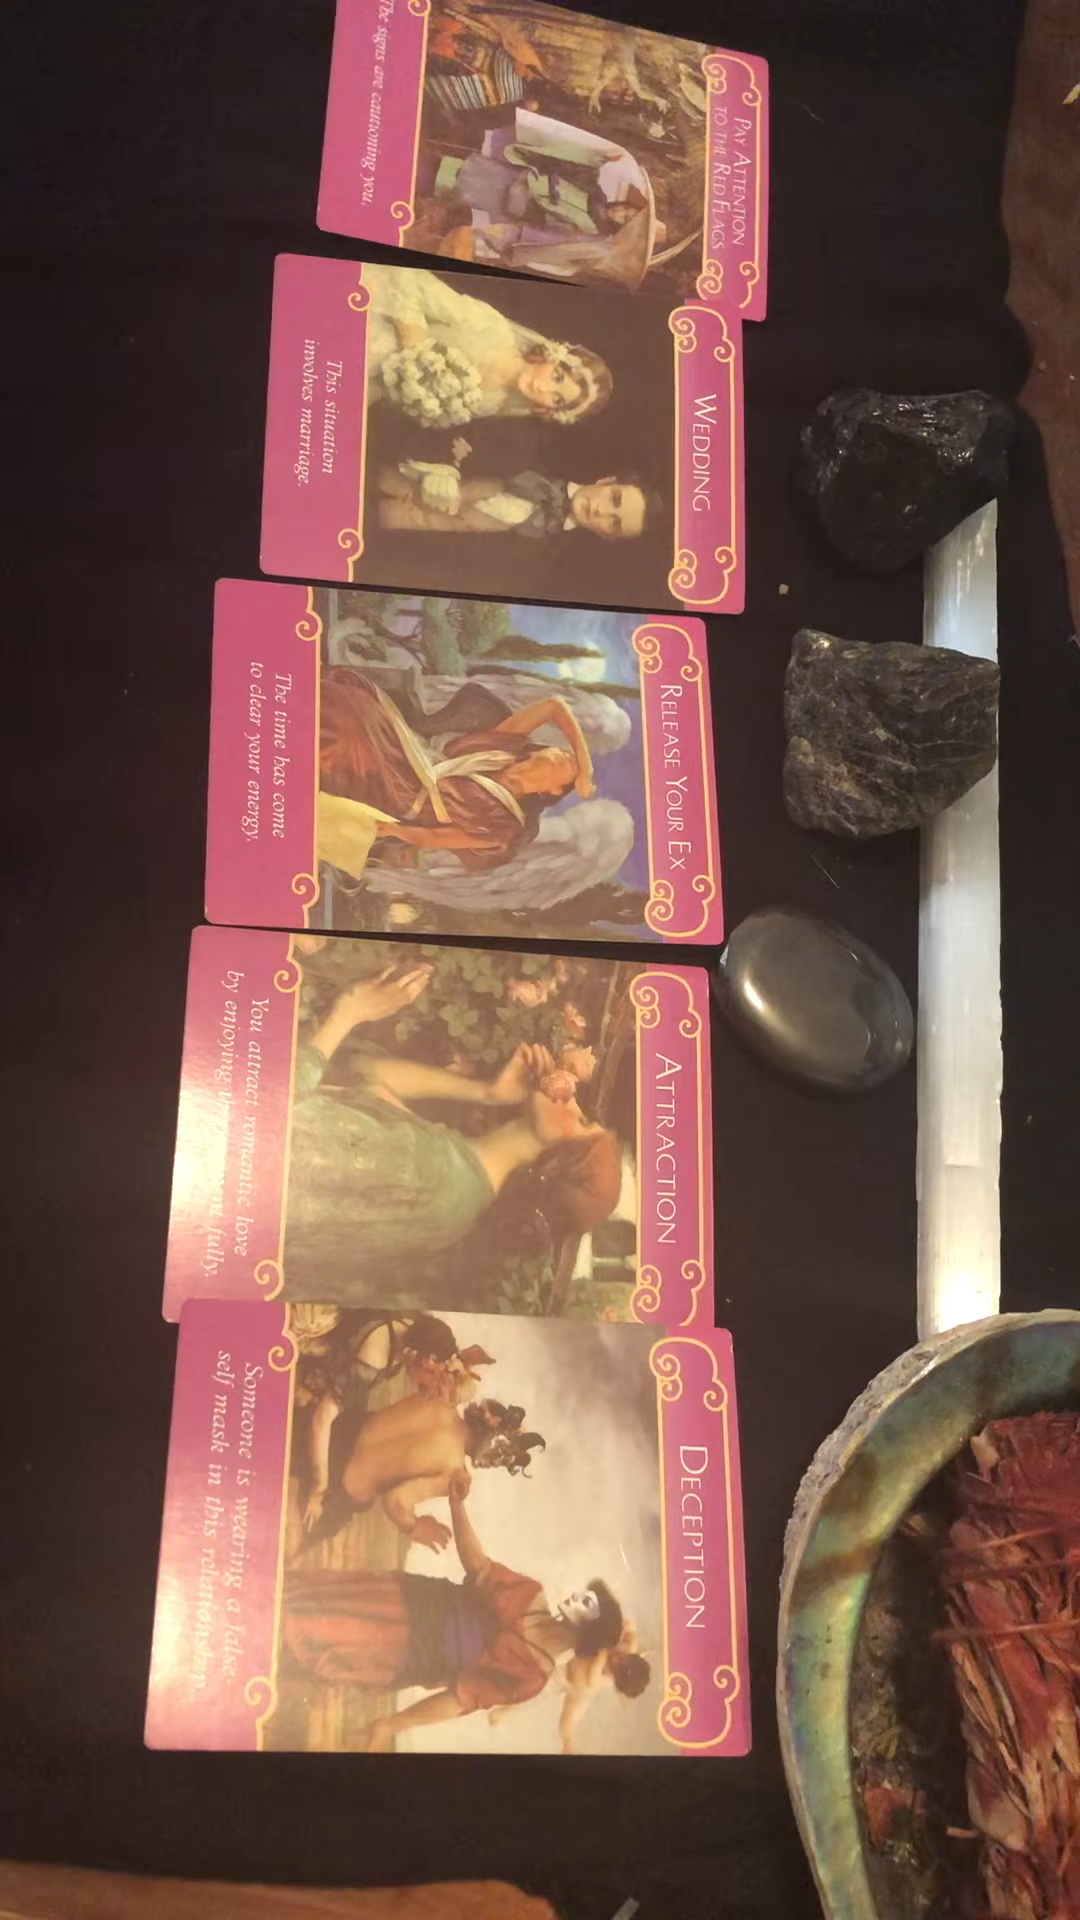 PAY ATTENTION
TO THE RED FLAGS
The signs are cautioning you.
WEDDING
This situation
involves marriage.
RELEASE YOUR EX
The time has come
to clear your energy.
ATTRACTION
You attract romantic love
by enjoying the moment fully.
DECEPTION
Someone is wearing a false-
self mask in this relationship.